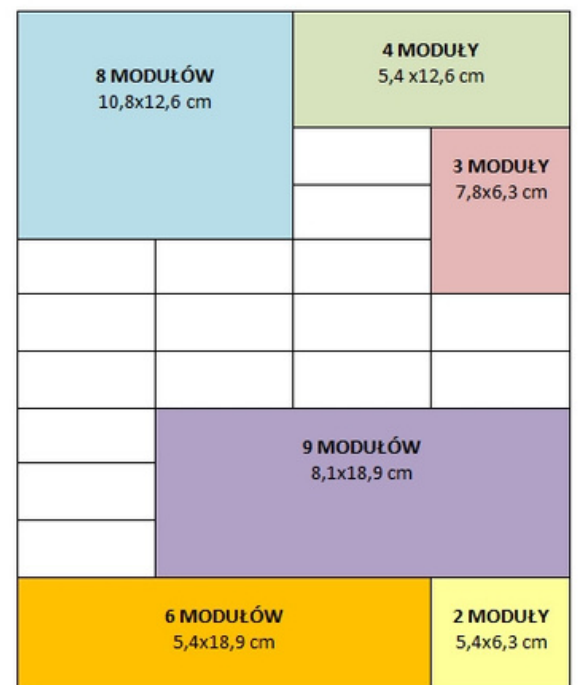 8 MODUŁÓW
10,8x12,6 cm
4 MODUŁY
5,4 x12,6 cm
3 MODUŁY
7,8x6,3 cm
9 MODUŁÓW
8,1x18,9 cm
6 MODUŁÓW
5,4x18,9 cm
2 MODUŁY
5,4x6,3 cm